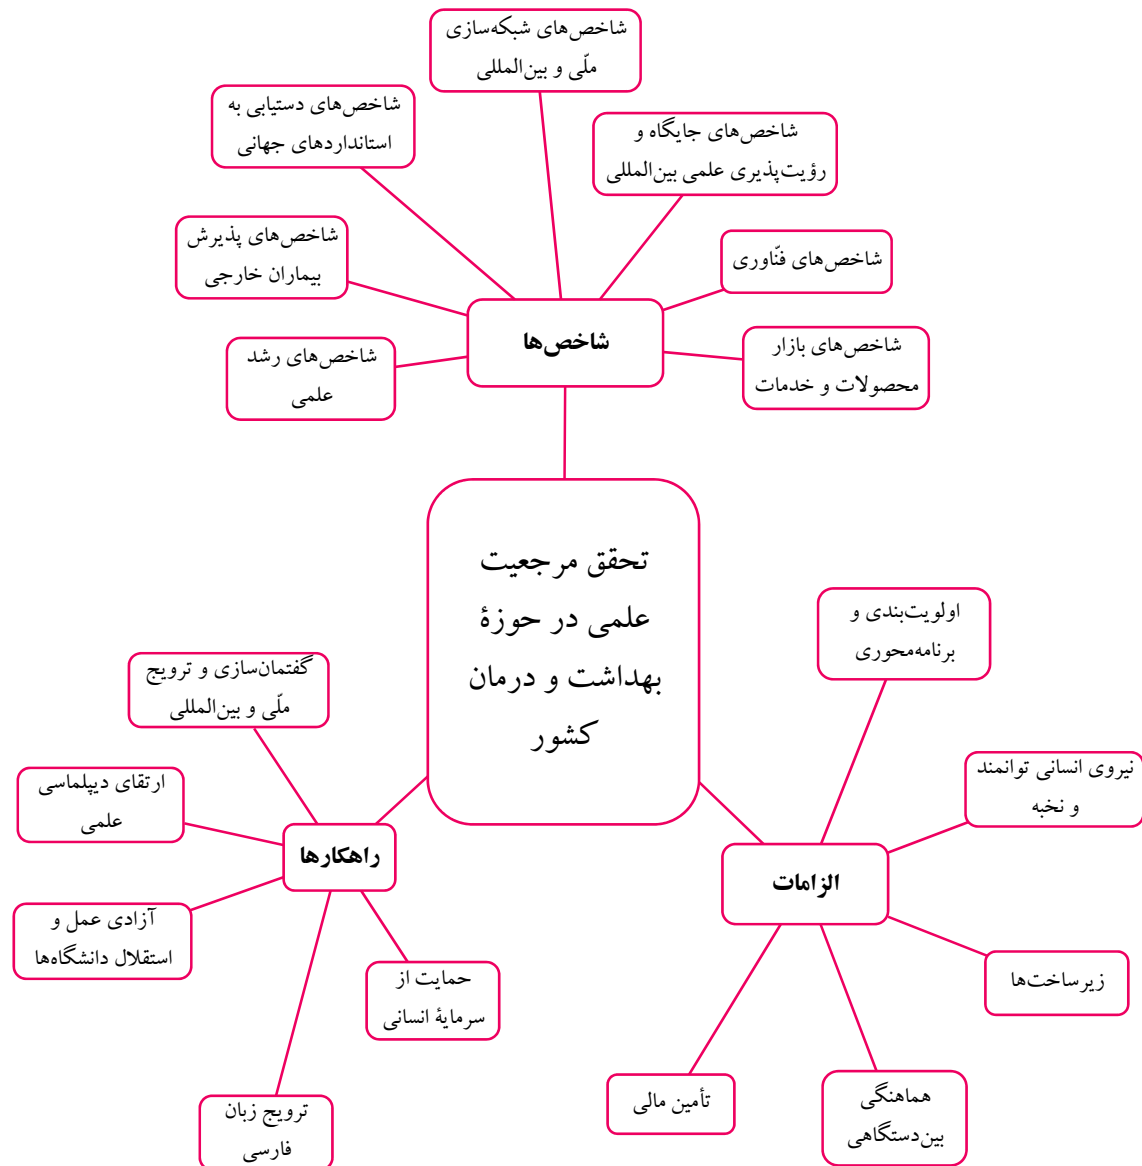 شاخص‌های شبکه‌سازی
ملّی و بین‌المللی
شاخص‌های جایگاه و
رؤیت‌پذیری علمی بین‌المللی
شاخص‌های دستیابی به
استانداردهای جهانی
شاخص‌های فنّاوری
شاخص‌های پذیرش
بیماران خارجی
شاخص‌های بازار
محصولات و خدمات
شاخص‌های رشد
علمی
شاخص‌ها
تحقق مرجعیت
علمی در حوزهٔ
بهداشت و درمان
کشور
اولویت‌بندی و
برنامه‌محوری
نیروی انسانی توانمند
و نخبه
الزامات
زیرساخت‌ها
هماهنگی
بین‌دستگاهی
تأمین مالی
گفتمان‌سازی و ترویج
ملّی و بین‌المللی
ارتقای دیپلماسی
علمی
راهکارها
آزادی عمل و
استقلال دانشگاه‌ها
حمایت از
سرمایهٔ انسانی
ترویج زبان
فارسی